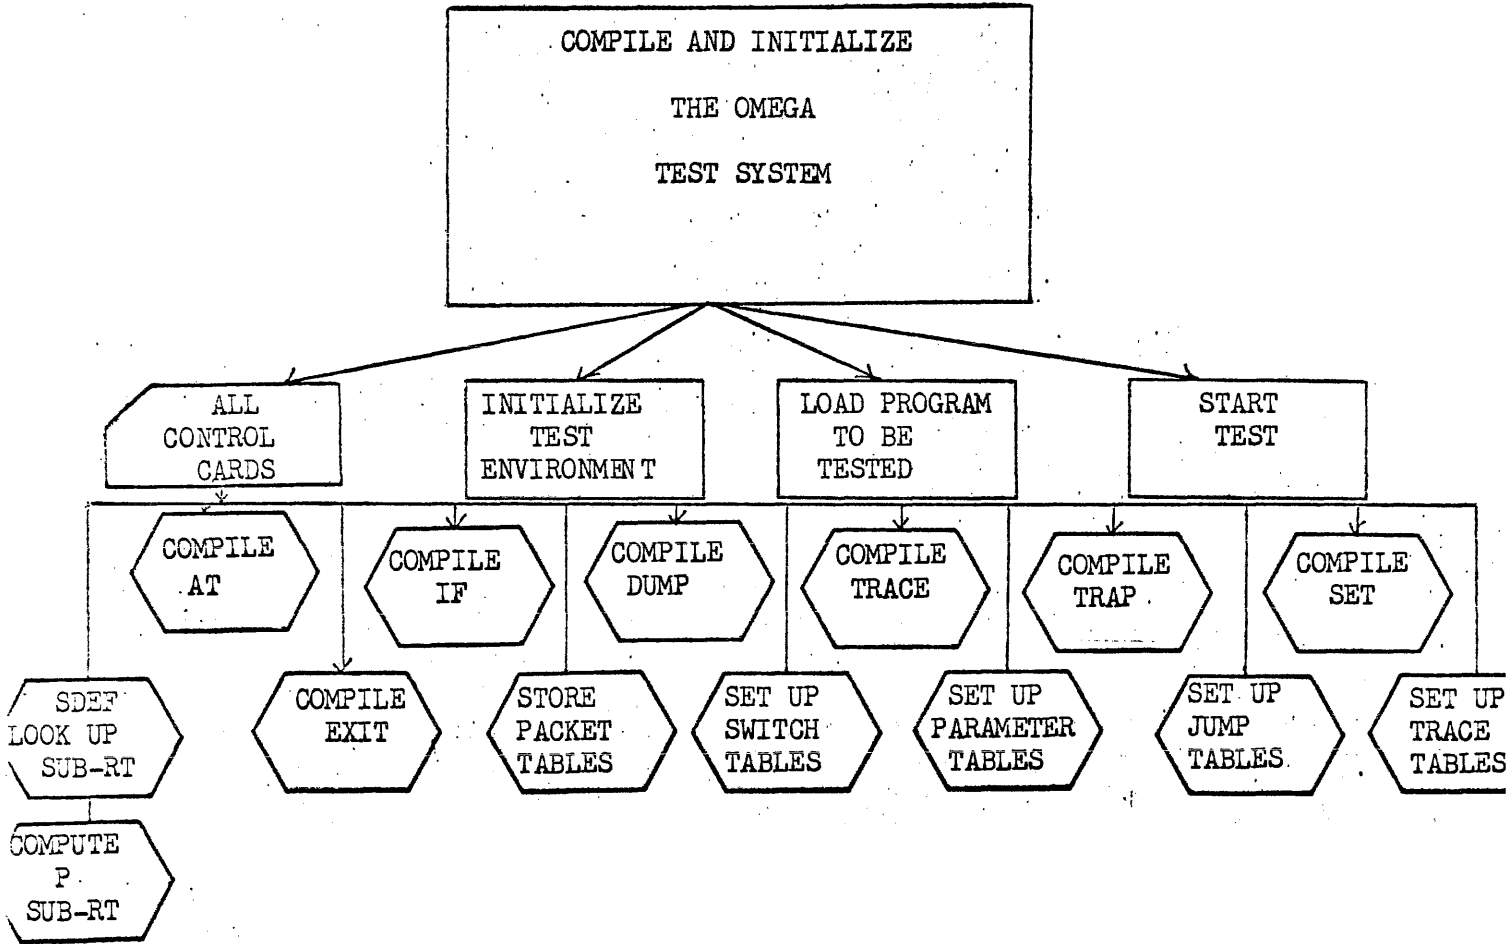 COMPILE AND INITIALIZE
THE OMEGA
TEST SYSTEM
ALL
CONTROL
CARDS
INITIALIZE
TEST
ENVIRONMENT
LOAD PROGRAM
TO BE
TESTED
START
TEST
COMPILE
AT
COMPILE
IF
COMPILE
DUMP
COMPILE
TRACE
COMPILE
TRAP
COMPILE
SET
SDEF
LOOK UP
SUB-RT
COMPILE
EXIT
STORE
PACKET
TABLES
SET UP
SWITCH
TABLES
SET UP
PARAMETER
TABLES
SET UP
JUMP
TABLES
SET UP
TRACE
TABLES
COMPUTE
P
SUB-RT